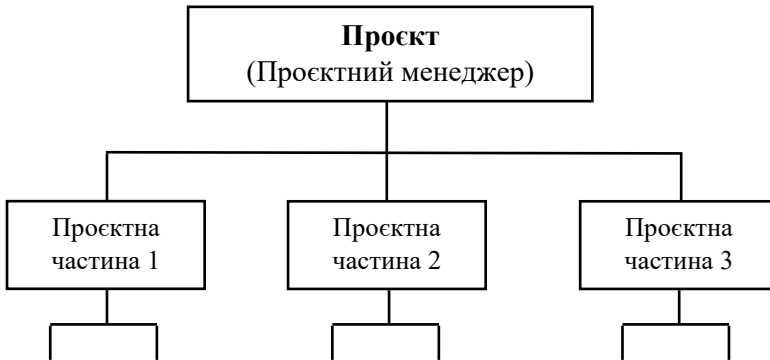 Проєкт
(Проєктний менеджер)
Проєктна
частина 1
Проєктна
частина 2
Проєктна
частина 3